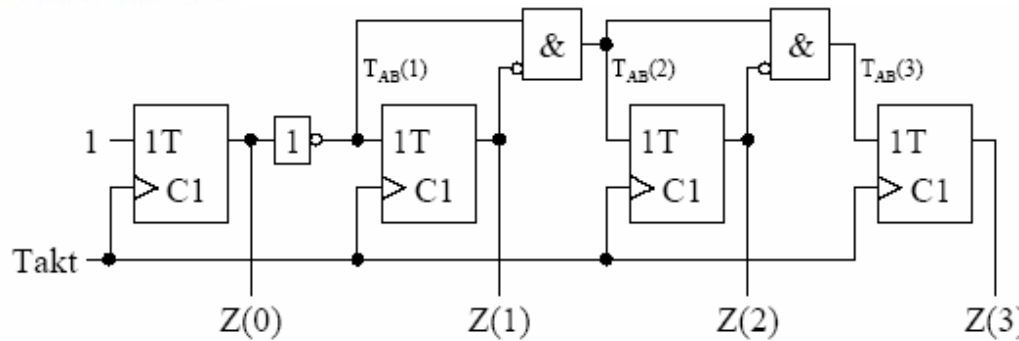 & &
T_AB(1) T_AB(2) T_AB(3)
1 1T 1 1T 1T 1T
C1 C1 C1 C1
Takt
Z(0) Z(1) Z(2) Z(3)